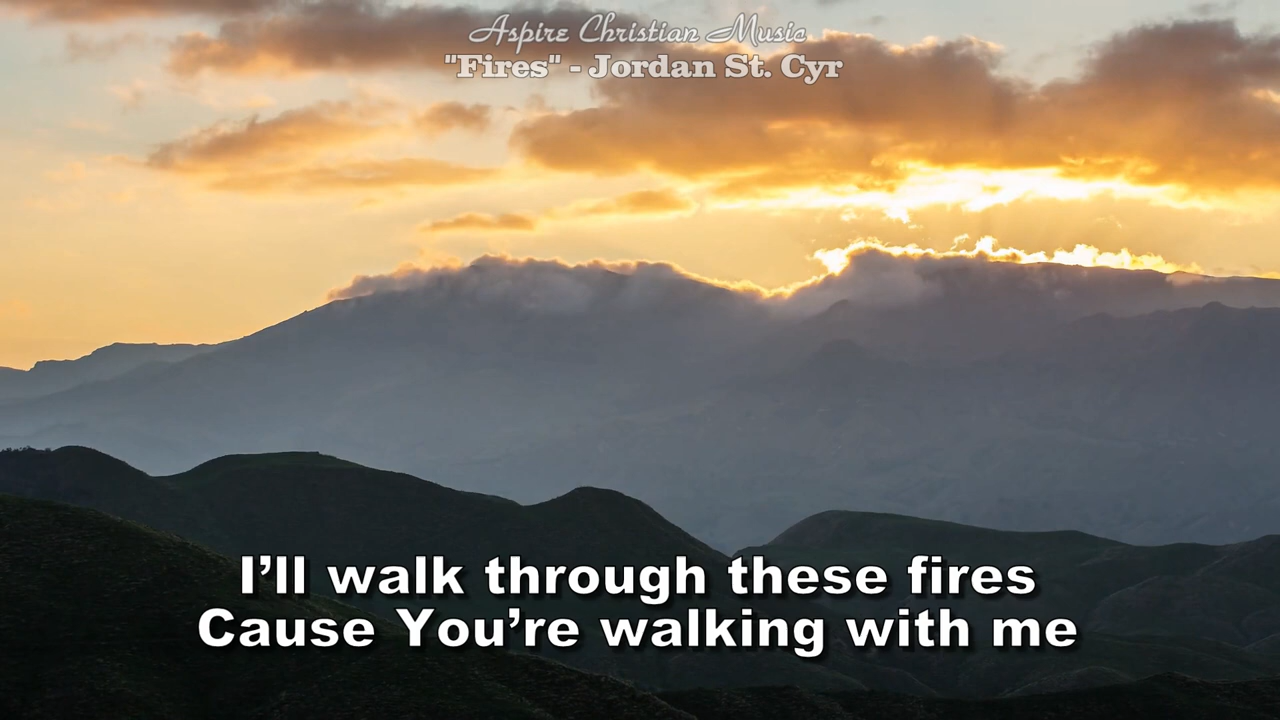 Aspire Christian Music
"Fires" - Jordan St. Cyr
I’ll walk through these fires
Cause You’re walking with me